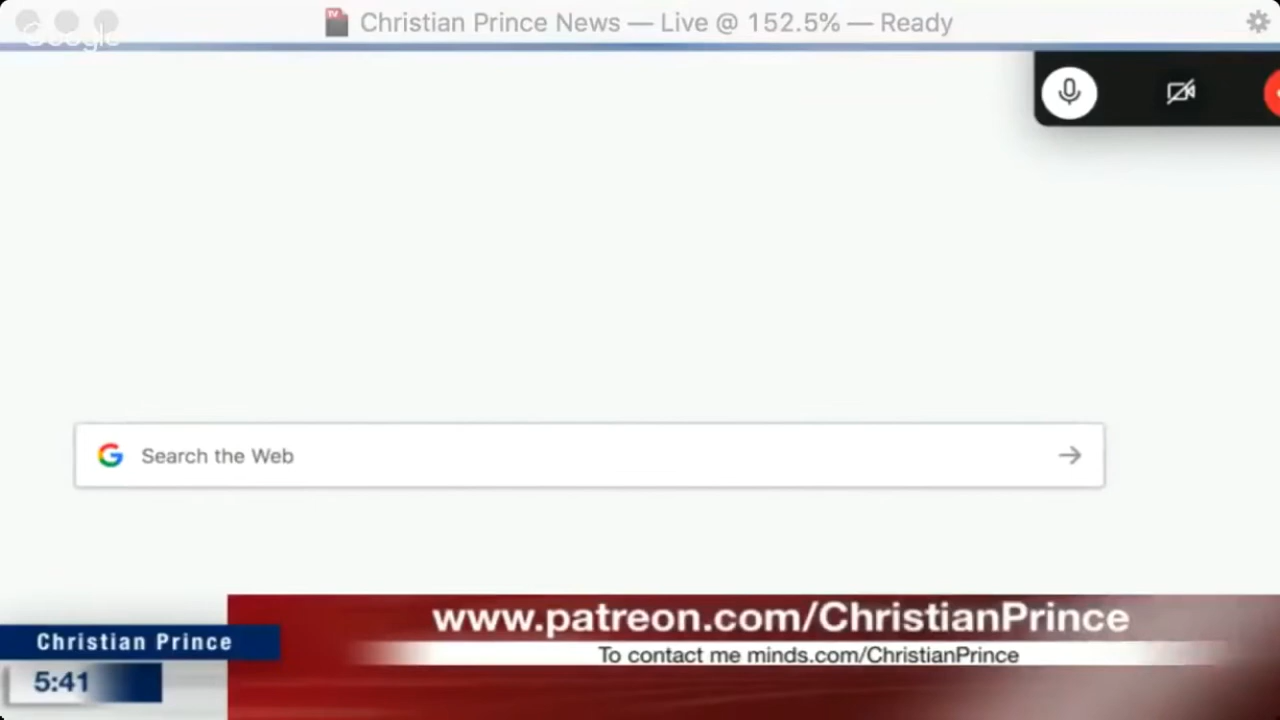 Christian Prince News — Live @ 152.5% — Ready
Google
Search the Web
www.patreon.com/ChristianPrince
To contact me minds.com/ChristianPrince
Christian Prince
5:41